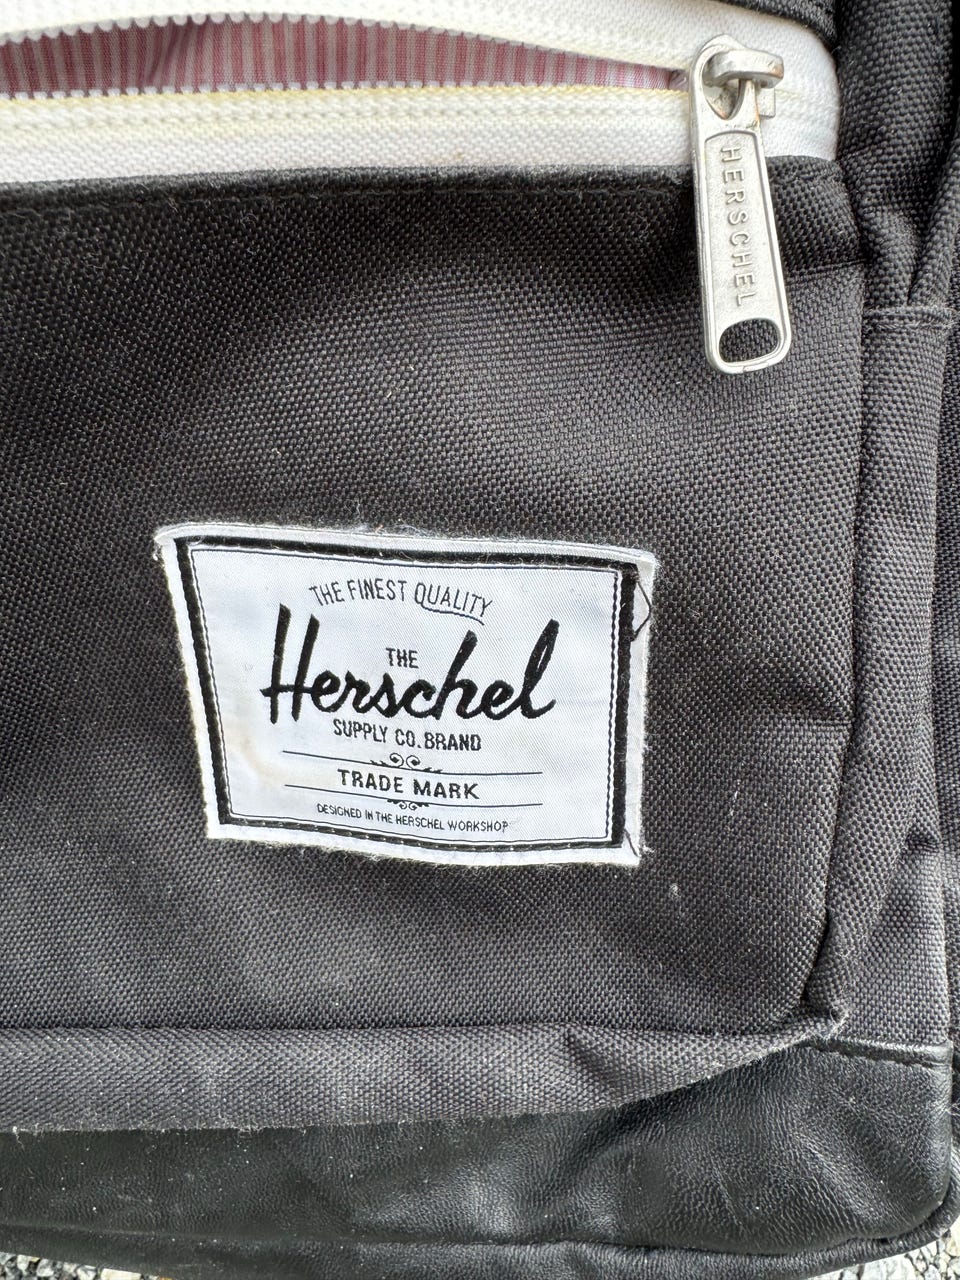 HERSCHEL
THE FINEST QUALITY
THE
Herschel
SUPPLY CO. BRAND
TRADE MARK
DESIGNED IN THE HERSCHEL WORKSHOP